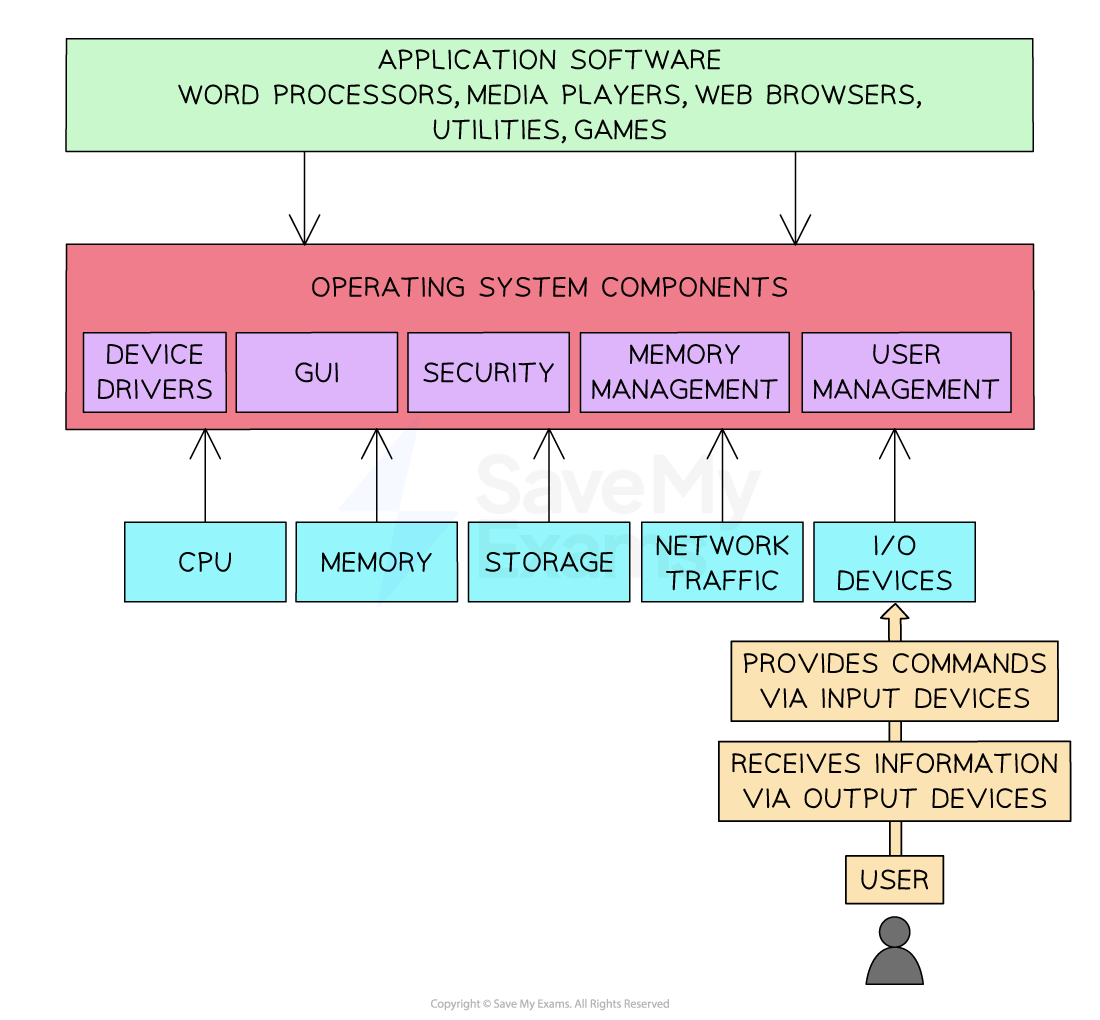 APPLICATION SOFTWARE
WORD PROCESSORS, MEDIA PLAYERS, WEB BROWSERS,
UTILITIES, GAMES
OPERATING SYSTEM COMPONENTS
DEVICE
DRIVERS
GUI
SECURITY
MEMORY
MANAGEMENT
USER
MANAGEMENT
SaveMy
Exams
CPU
MEMORY
STORAGE
NETWORK
TRAFFIC
I/O
DEVICES
PROVIDES COMMANDS
VIA INPUT DEVICES
RECEIVES INFORMATION
VIA OUTPUT DEVICES
USER
Copyright © Save My Exams. All Rights Reserved